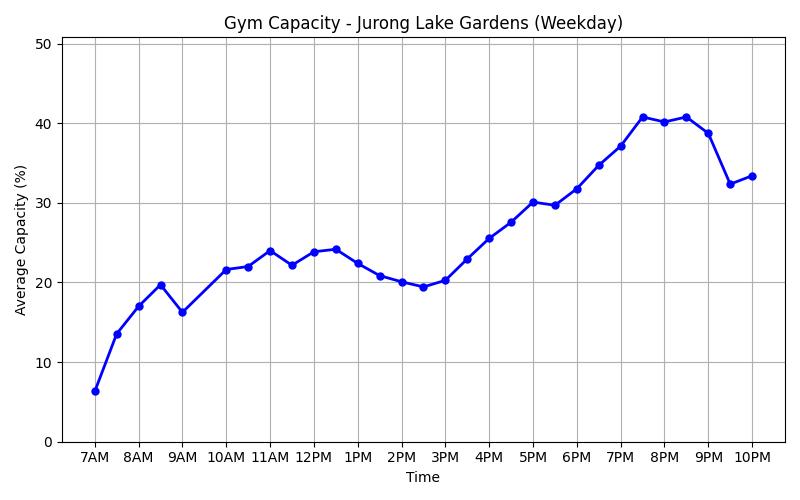 Gym Capacity - Jurong Lake Gardens (Weekday)
Average Capacity (%)
50
40
30
20
10
0
7AM 8AM 9AM 10AM 11AM 12PM 1PM 2PM 3PM 4PM 5PM 6PM 7PM 8PM 9PM 10PM
Time